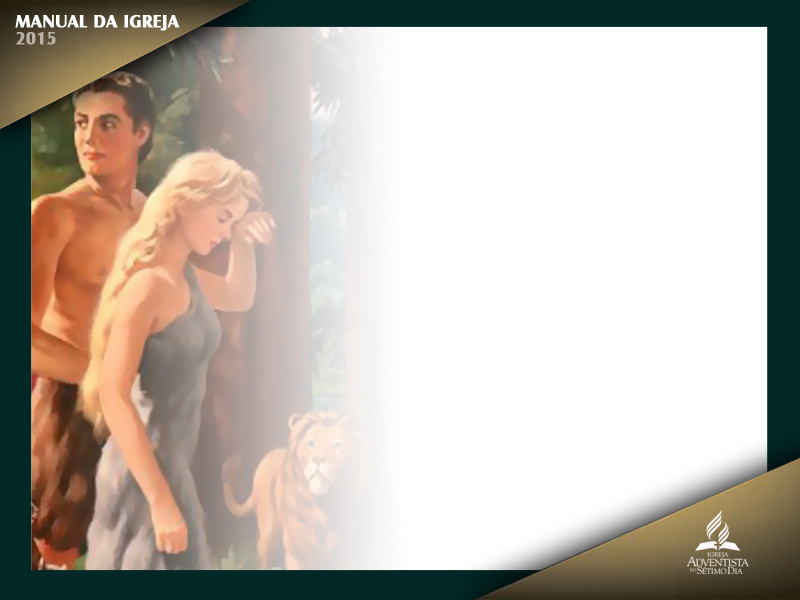 MANUAL DA IGREJA
2015
IGREJA
ADVENTISTA
DO SÉTIMO DIA